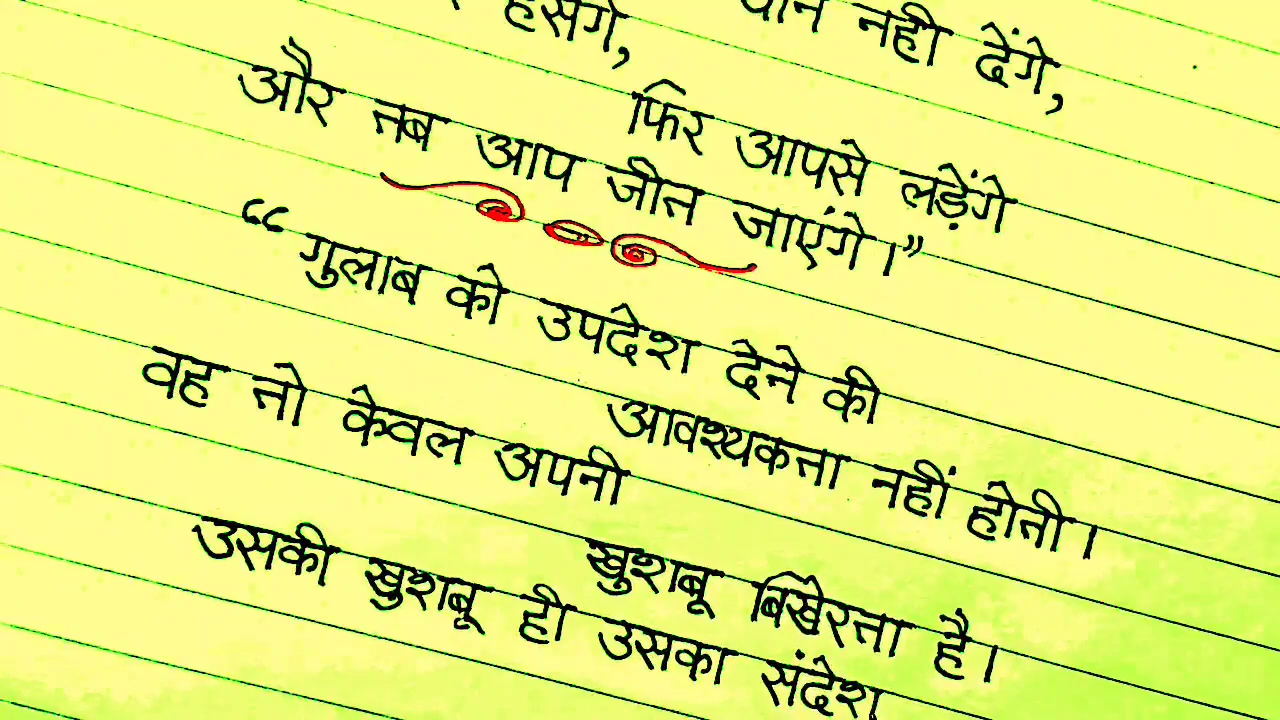 नहीं देंगे,
हंसेंगे,
फिर आपसे लड़ेंगे
और तब आप जीत जाएंगे।”
“गुलाब को उपदेश देने की
आवश्यकता नहीं होती।
वह तो केवल अपनी
खुशबू बिखेरता है।
उसकी खुशबू ही उसका संदेश